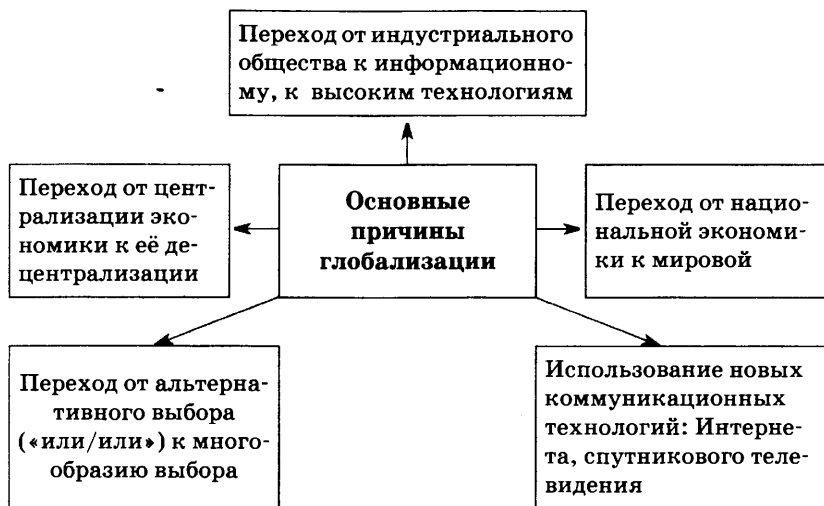 Переход от индустриального
общества к информационно-
му, к высоким технологиям
Переход от цент-
рализации эко-
номики к её де-
централизации
Основные
причины
глобализации
Переход от нацио-
нальной экономи-
ки к мировой
Переход от альтерна-
тивного выбора
(«или/или») к много-
образию выбора
Использование новых
коммуникационных
технологий: Интерне-
та, спутникового теле-
видения